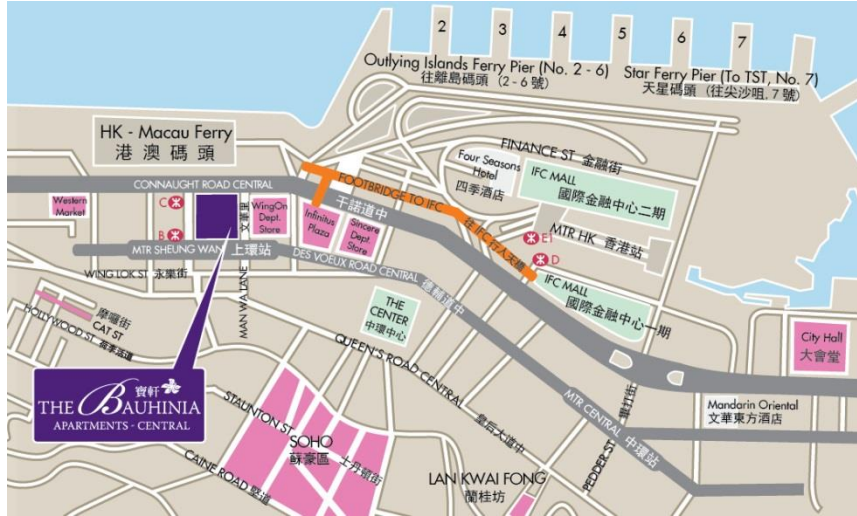 2
3
4
5
6
7
Outlying Islands Ferry Pier (No. 2 - 6)
往離島碼頭（2 - 6 號）
Star Ferry Pier (To TST, No. 7)
天星碼頭（往尖沙咀. 7 號）
HK - Macau Ferry
港澳碼頭
FINANCE ST 金融街
Four Seasons
Hotel
四季酒店
IFC MALL
國際金融中心二期
CONNAUGHT ROAD CENTRAL
干諾道中
FOOTBRIDGE TO IFC
往 IFC 行人天橋
Western
Market
C
B
文華里
WingOn
Dept.
Store
Infinitus
Plaza
Sincere
Dept.
Store
E1
D
MTR HK 香港站
MTR SHEUNG WAN 上環站
DES VOEUX ROAD CENTRAL 德輔道中
WING LOK ST 永樂街
MAN WA LANE
IFC MALL
國際金融中心一期
THE
CENTER
中環中心
摩囉街
CAT ST
HOLLYWOOD ST
QUEEN'S ROAD CENTRAL
皇后大道中
City Hall
大會堂
寶軒
THE BAUHINIA
APARTMENTS - CENTRAL
STAUNTON ST
士丹頓街
SOHO
蘇豪區
CAINE ROAD 堅道
LAN KWAI FONG
蘭桂坊
PEDDER ST 畢打街
MTR CENTRAL 中環站
Mandarin Oriental
文華東方酒店